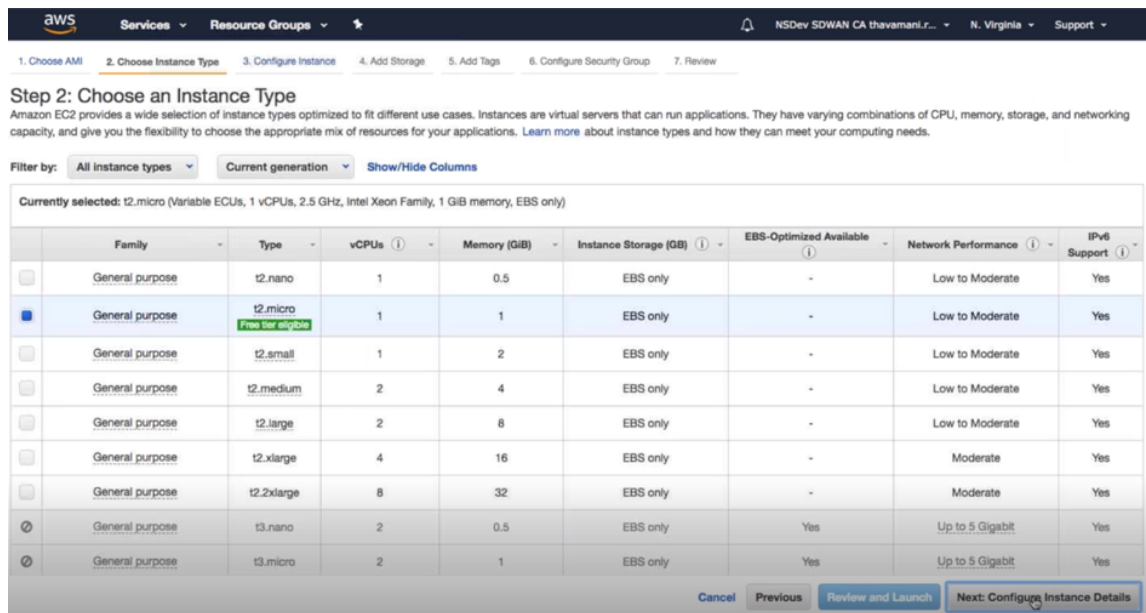 aws Services Resource Groups NSDev SDWAN CA thavamani.r... N. Virginia Support
1. Choose AMI 2. Choose Instance Type 3. Configure Instance 4. Add Storage 5. Add Tags 6. Configure Security Group 7. Review
Step 2: Choose an Instance Type
Amazon EC2 provides a wide selection of instance types optimized to fit different use cases. Instances are virtual servers that can run applications. They have varying combinations of CPU, memory, storage, and networking
capacity, and give you the flexibility to choose the appropriate mix of resources for your applications. Learn more about instance types and how they can meet your computing needs.
Filter by: All instance types Current generation Show/Hide Columns
Currently selected: t2.micro (Variable ECUs, 1 vCPUs, 2.5 GHz, Intel Xeon Family, 1 GiB memory, EBS only)
Family Type vCPUs Memory (GiB) Instance Storage (GB) EBS-Optimized Available Network Performance IPv6 Support
General purpose t2.nano 1 0.5 EBS only - Low to Moderate Yes
General purpose t2.micro Free tier eligible 1 1 EBS only - Low to Moderate Yes
General purpose t2.small 1 2 EBS only - Low to Moderate Yes
General purpose t2.medium 2 4 EBS only - Low to Moderate Yes
General purpose t2.large 2 8 EBS only - Low to Moderate Yes
General purpose t2.xlarge 4 16 EBS only - Moderate Yes
General purpose t2.2xlarge 8 32 EBS only - Moderate Yes
General purpose t3.nano 2 0.5 EBS only Yes Up to 5 Gigabit Yes
General purpose t3.micro 2 1 EBS only Yes Up to 5 Gigabit Yes
Cancel Previous Review and Launch Next: Configure Instance Details